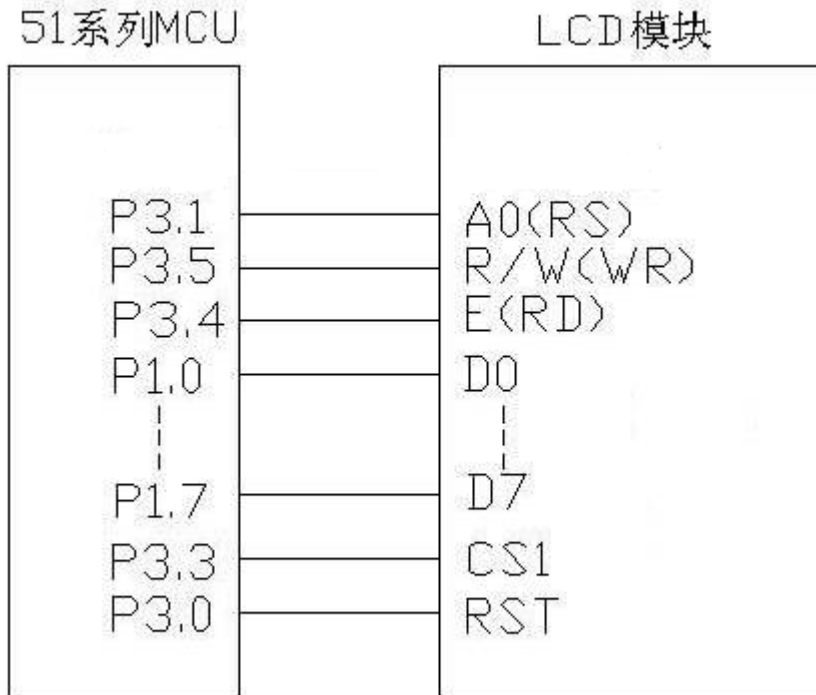 51系列MCU LCD模块
P3.1 A0(RS)
P3.5 R/W(WR)
P3.4 E(RD)
P1.0 D0
P1.7 D7
P3.3 CS1
P3.0 RST